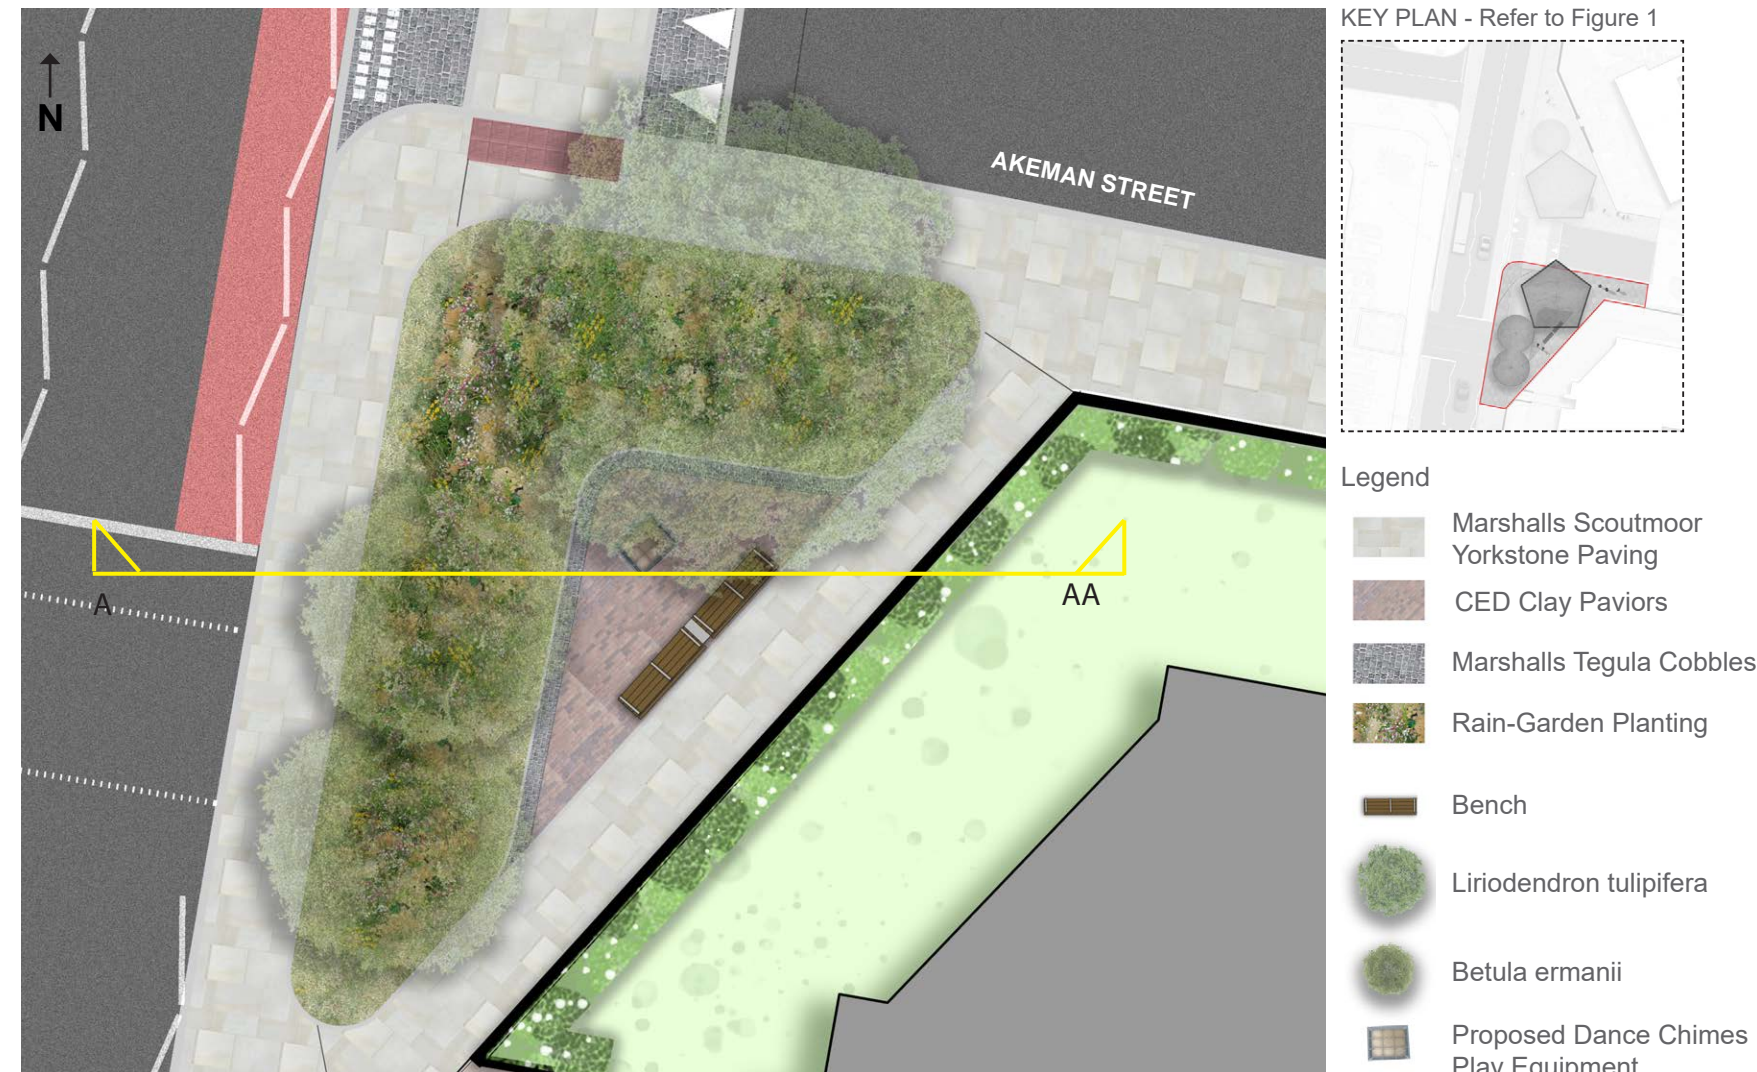 KEY PLAN - Refer to Figure 1
N
AKEMAN STREET
A
AA
Legend
Marshalls Scoutmoor
Yorkstone Paving
CED Clay Paviors
Marshalls Tegula Cobbles
Rain-Garden Planting
Bench
Liriodendron tulipifera
Betula ermanii
Proposed Dance Chimes
Play Equipment